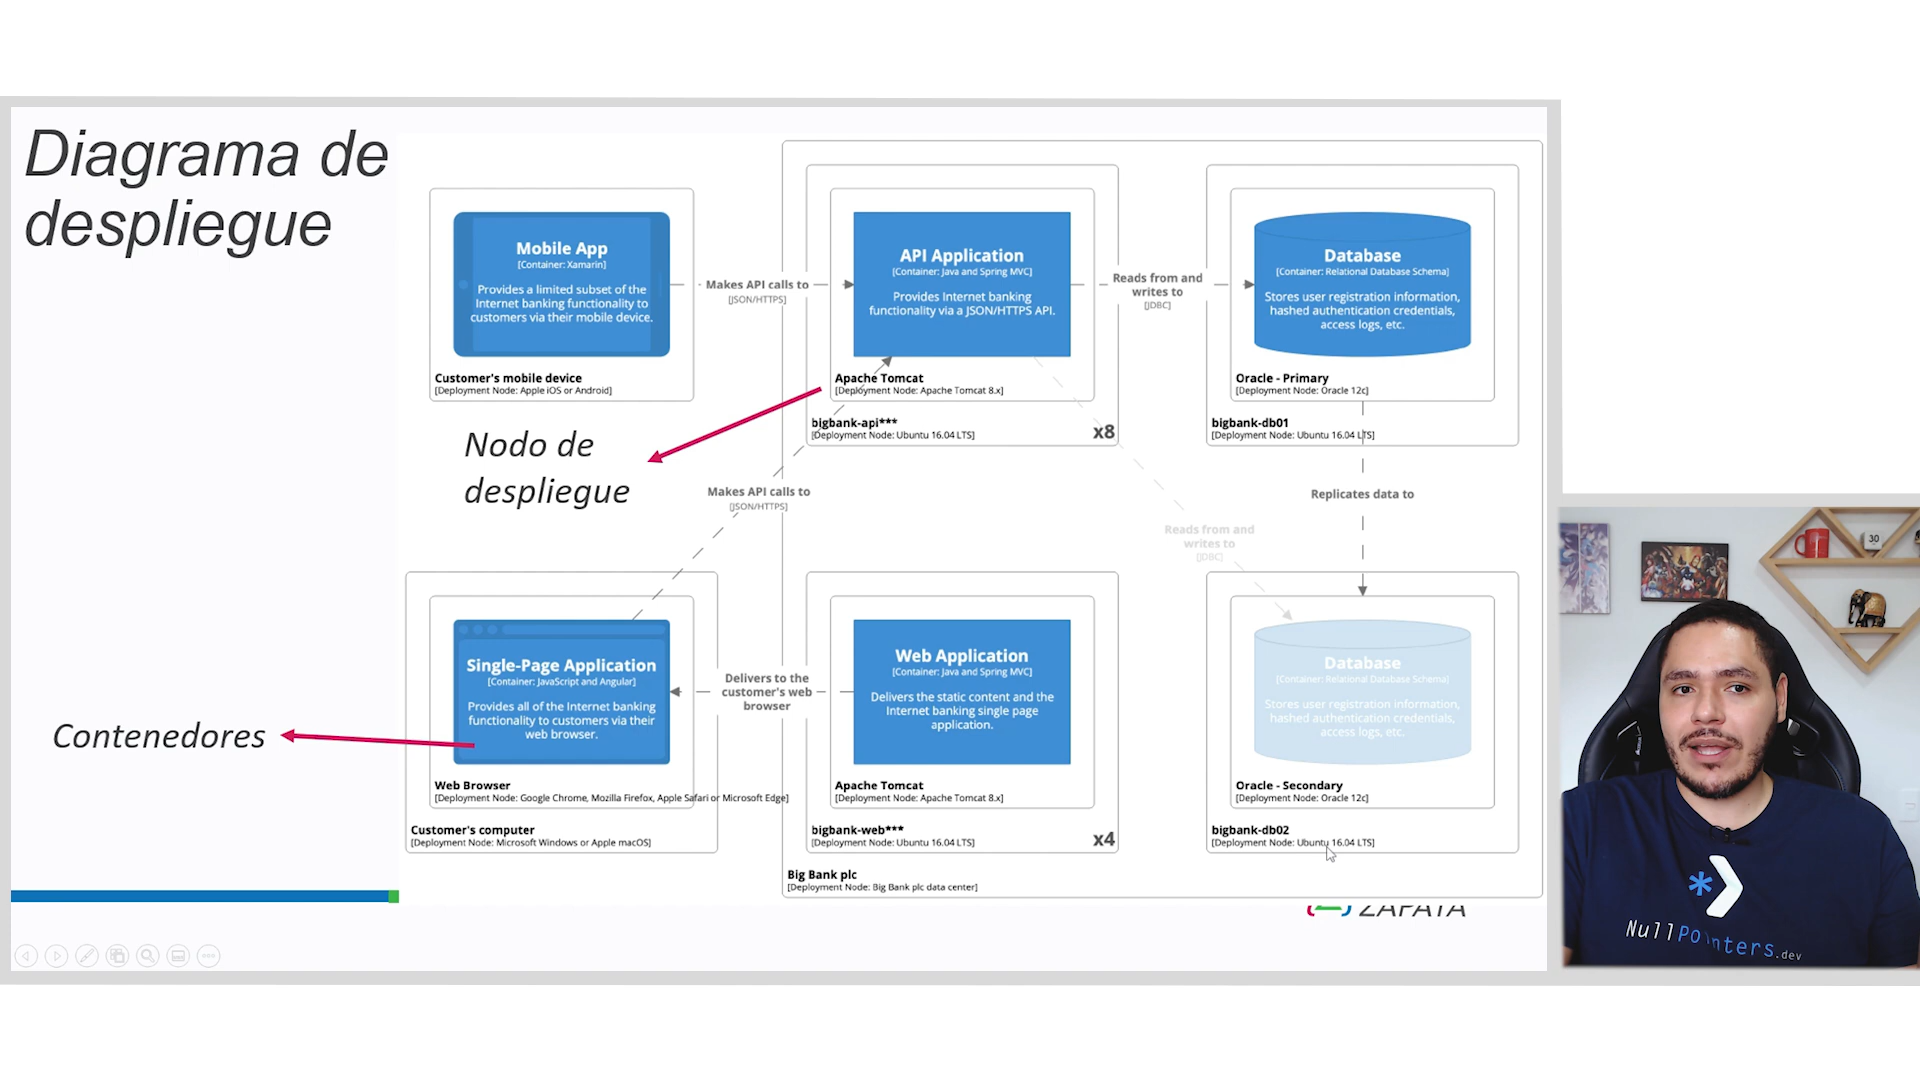 Diagrama de
despliegue
Mobile App
[Container: Xamarin]
Provides a limited subset of the
Internet banking functionality to
customers via their mobile device.
Customer's mobile device
[Deployment Node: Apple iOS or Android]
Makes API calls to
[JSON/HTTPS]
API Application
[Container: Java and Spring MVC]
Provides Internet banking
functionality via a JSON/HTTPS API.
Apache Tomcat
[Deployment Node: Apache Tomcat 8.x]
bigbank-api***
[Deployment Node: Ubuntu 16.04 LTS]
x8
Reads from and
writes to
[JDBC]
Database
[Container: Relational Database Schema]
Stores user registration information,
hashed authentication credentials,
access logs, etc.
Oracle - Primary
[Deployment Node: Oracle 12c]
bigbank-db01
[Deployment Node: Ubuntu 16.04 LTS]
Nodo de
despliegue
Makes API calls to
[JSON/HTTPS]
Reads from and
writes to
[JDBC]
Replicates data to
Contenedores
Single-Page Application
[Container: JavaScript and Angular]
Provides all of the Internet banking
functionality to customers via their
web browser.
Web Browser
[Deployment Node: Google Chrome, Mozilla Firefox, Apple Safari or Microsoft Edge]
Customer's computer
[Deployment Node: Microsoft Windows or Apple macOS]
Delivers to the
customer's web
browser
Web Application
[Container: Java and Spring MVC]
Delivers the static content and the
Internet banking single page
application.
Apache Tomcat
[Deployment Node: Apache Tomcat 8.x]
bigbank-web***
[Deployment Node: Ubuntu 16.04 LTS]
x4
Database
[Container: Relational Database Schema]
Stores user registration information,
hashed authentication credentials,
access logs, etc.
Oracle - Secondary
[Deployment Node: Oracle 12c]
bigbank-db02
[Deployment Node: Ubuntu 16.04 LTS]
Big Bank plc
[Deployment Node: Big Bank plc data center]
ZAPATA
30
NullPointers.dev